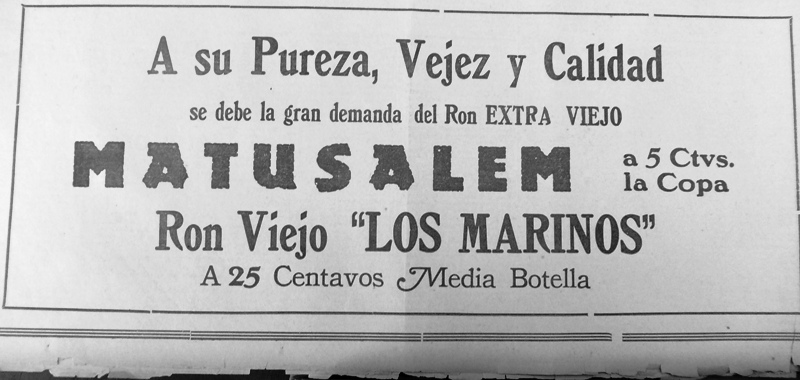 A su Pureza, Vejez y Calidad
se debe la gran demanda del Ron EXTRA VIEJO
MATUSALEM a 5 Ctvs.
la Copa
Ron Viejo "LOS MARINOS"
A 25 Centavos Media Botella